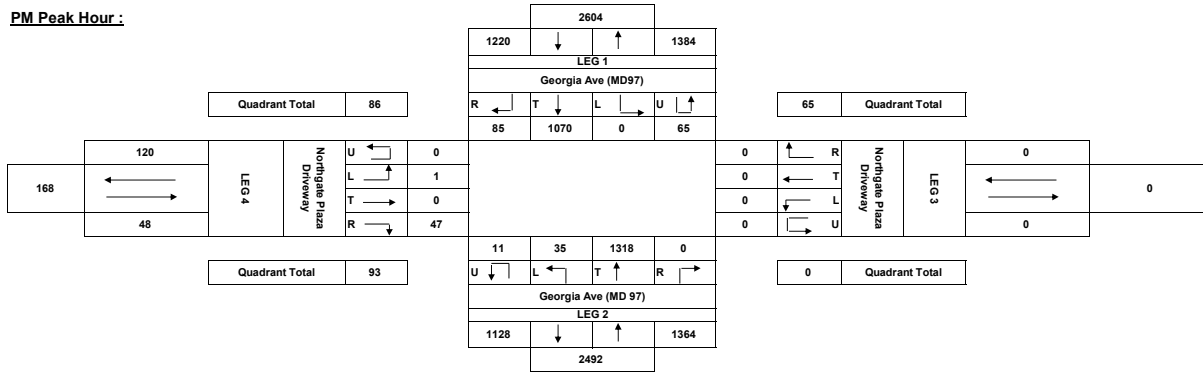 PM Peak Hour :
2604
1220 1384
LEG 1
Georgia Ave (MD97)
Quadrant Total 86
R T L U
65 Quadrant Total
85 1070 0 65
120
U 0
0 R
0
168
LEG 4
Northgate Plaza Driveway
L 1
0 T
Northgate Plaza Driveway
LEG 3
0
T 0
0 L
48
R 47
0 U
0
11 35 1318 0
Quadrant Total 93
U L T R
0 Quadrant Total
Georgia Ave (MD 97)
LEG 2
1128 1364
2492